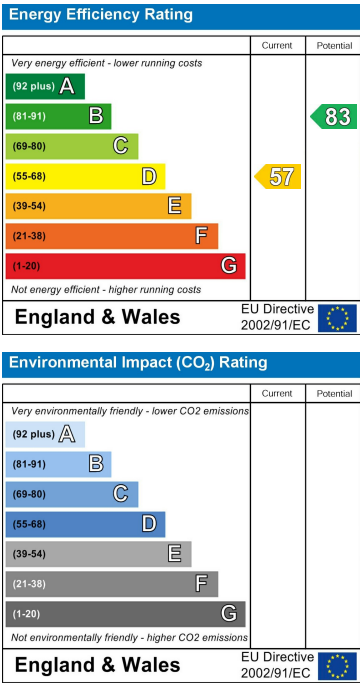 Energy Efficiency Rating
Current Potential
Very energy efficient - lower running costs
(92 plus) A
(81-91) B
83
(69-80) C
(55-68) D
57
(39-54) E
(21-38) F
(1-20) G
Not energy efficient - higher running costs
England & Wales
EU Directive
2002/91/EC
Environmental Impact (CO₂) Rating
Current Potential
Very environmentally friendly - lower CO2 emissions
(92 plus) A
(81-91) B
(69-80) C
(55-68) D
(39-54) E
(21-38) F
(1-20) G
Not environmentally friendly - higher CO2 emissions
England & Wales
EU Directive
2002/91/EC